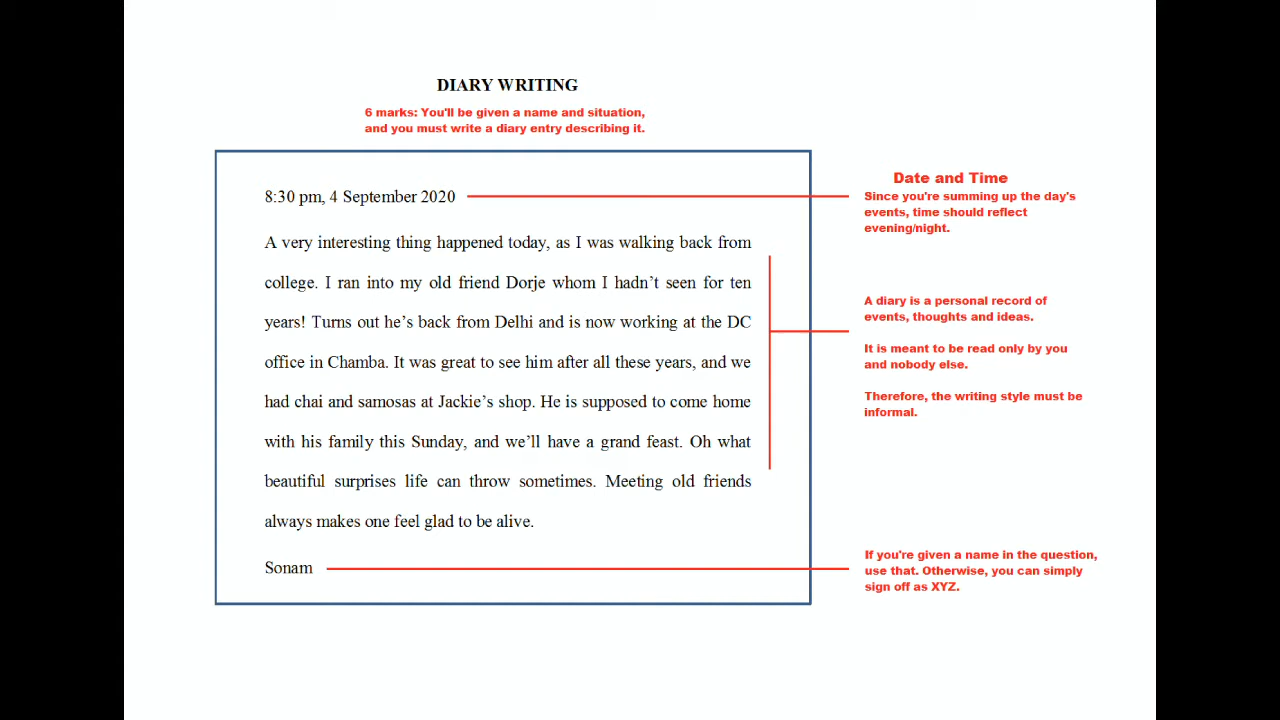 DIARY WRITING
6 marks: You'll be given a name and situation,
and you must write a diary entry describing it.
8:30 pm, 4 September 2020
A very interesting thing happened today, as I was walking back from
college. I ran into my old friend Dorje whom I hadn’t seen for ten
years! Turns out he’s back from Delhi and is now working at the DC
office in Chamba. It was great to see him after all these years, and we
had chai and samosas at Jackie’s shop. He is supposed to come home
with his family this Sunday, and we’ll have a grand feast. Oh what
beautiful surprises life can throw sometimes. Meeting old friends
always makes one feel glad to be alive.
Sonam
Date and Time
Since you're summing up the day's
events, time should reflect
evening/night.
A diary is a personal record of
events, thoughts and ideas.
It is meant to be read only by you
and nobody else.
Therefore, the writing style must be
informal.
If you're given a name in the question,
use that. Otherwise, you can simply
sign off as XYZ.